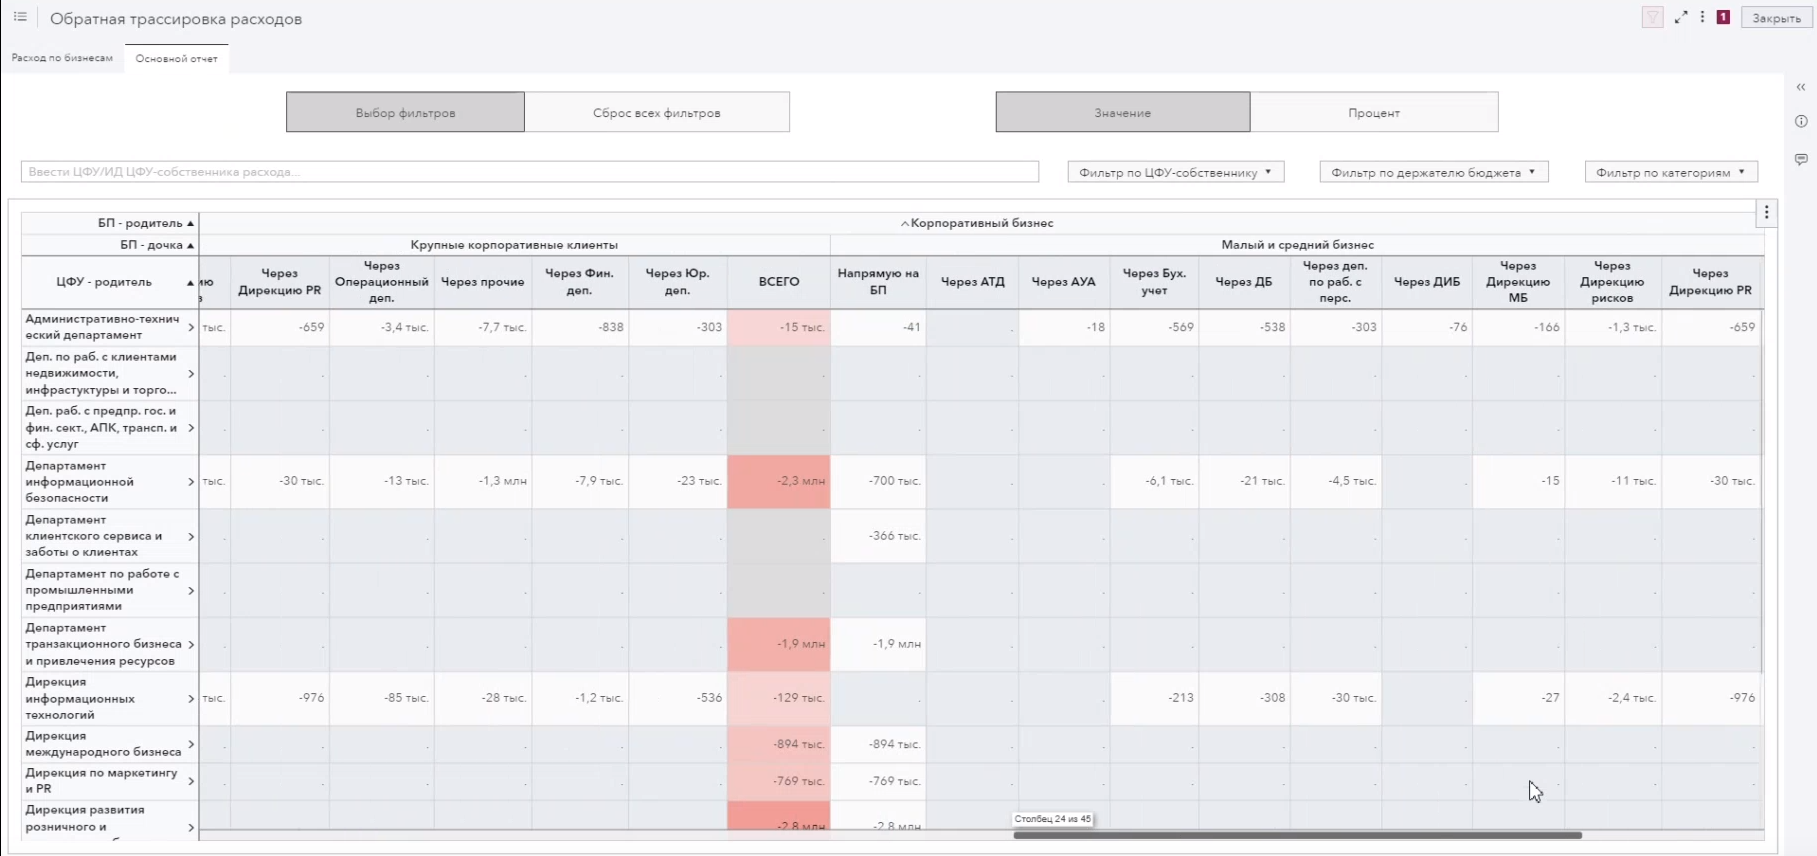 Обратная трассировка расходов
1
Закрыть
Расход по бизнесам
Основной отчет
Выбор фильтров
Сброс всех фильтров
Значение
Процент
Ввести ЦФУ/ИД ЦФУ-собственника расхода...
Фильтр по ЦФУ-собственнику
Фильтр по держателю бюджета
Фильтр по категориям
БП - родитель
Корпоративный бизнес
БП - дочка
Крупные корпоративные клиенты
Малый и средний бизнес
ЦФУ - родитель
Через Дирекцию PR
Через Операционный деп.
Через прочие
Через Фин. деп.
Через Юр. деп.
ВСЕГО
Напрямую на БП
Через АТД
Через АУА
Через Бух. учет
Через ДБ
Через деп. по раб. с перс.
Через ДИБ
Через Дирекцию МБ
Через Дирекцию рисков
Через Дирекцию PR
Административно-технич
еский департамент
тыс. -659 -3,4 тыс. -7,7 тыс. -838 -303 -15 тыс. -41 . -18 -569 -538 -303 -76 -166 -1,3 тыс. -659
Деп. по раб. с клиентами
недвижимости,
инфраструктуры и торго...
Деп. раб. с предпр. гос. и
фин. сект., АПК, трансп. и
сф. услуг
Департамент
информационной
безопасности
тыс. -30 тыс. -13 тыс. -1,3 млн -7,9 тыс. -23 тыс. -2,3 млн -700 тыс. . . -6,1 тыс. -21 тыс. -4,5 тыс. . -15 -11 тыс. -30 тыс.
Департамент
клиентского сервиса и
заботы о клиентах
-366 тыс.
Департамент по работе с
промышленными
предприятиями
Департамент
транзакционного бизнеса
и привлечения ресурсов
-1,9 млн -1,9 млн
Дирекция
информационных
технологий
тыс. -976 -85 тыс. -28 тыс. -1,2 тыс. -536 -129 тыс. . . . -213 -308 -30 тыс. . -27 -2,4 тыс. -976
Дирекция
международного бизнеса
-894 тыс. -894 тыс.
Дирекция по маркетингу
и PR
-769 тыс. -769 тыс.
Дирекция развития
розничного и
-2,8 млн -2,8 млн
Столбец 24 из 45